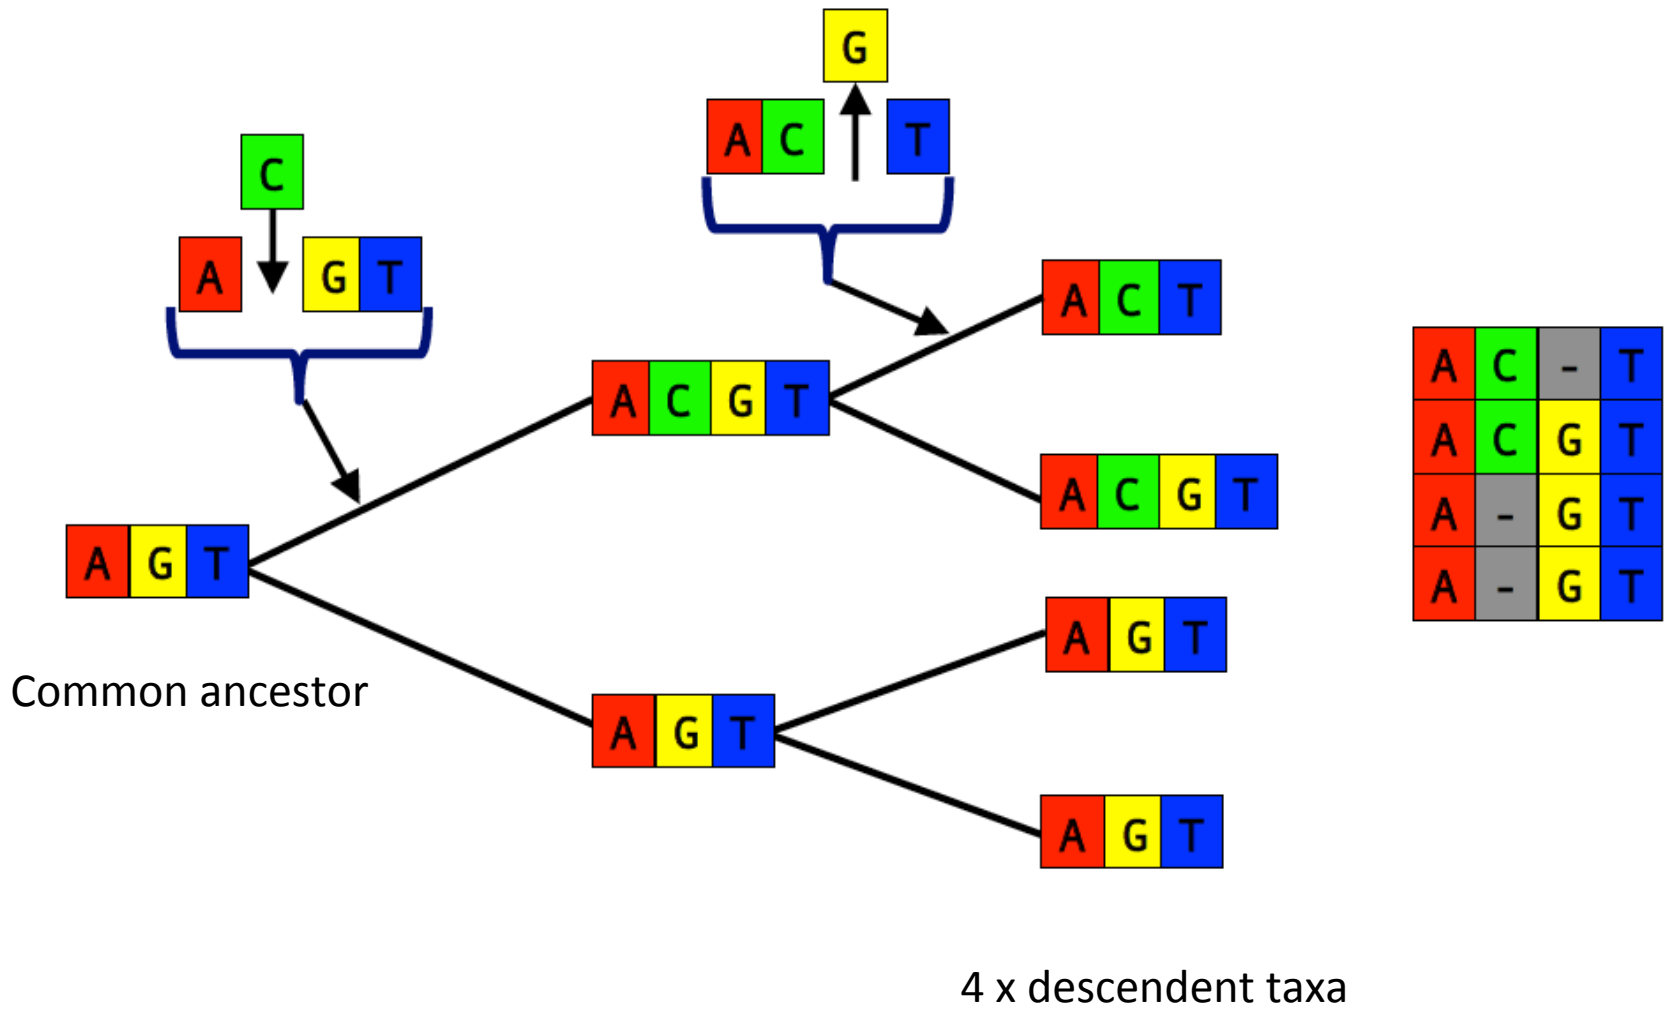 G
A C T
C
A G T
A C T
A C - T
A C G T
A C G T
A C G T
A - G T
A G T
A - G T
A G T
Common ancestor
A G T
A G T
4 x descendent taxa